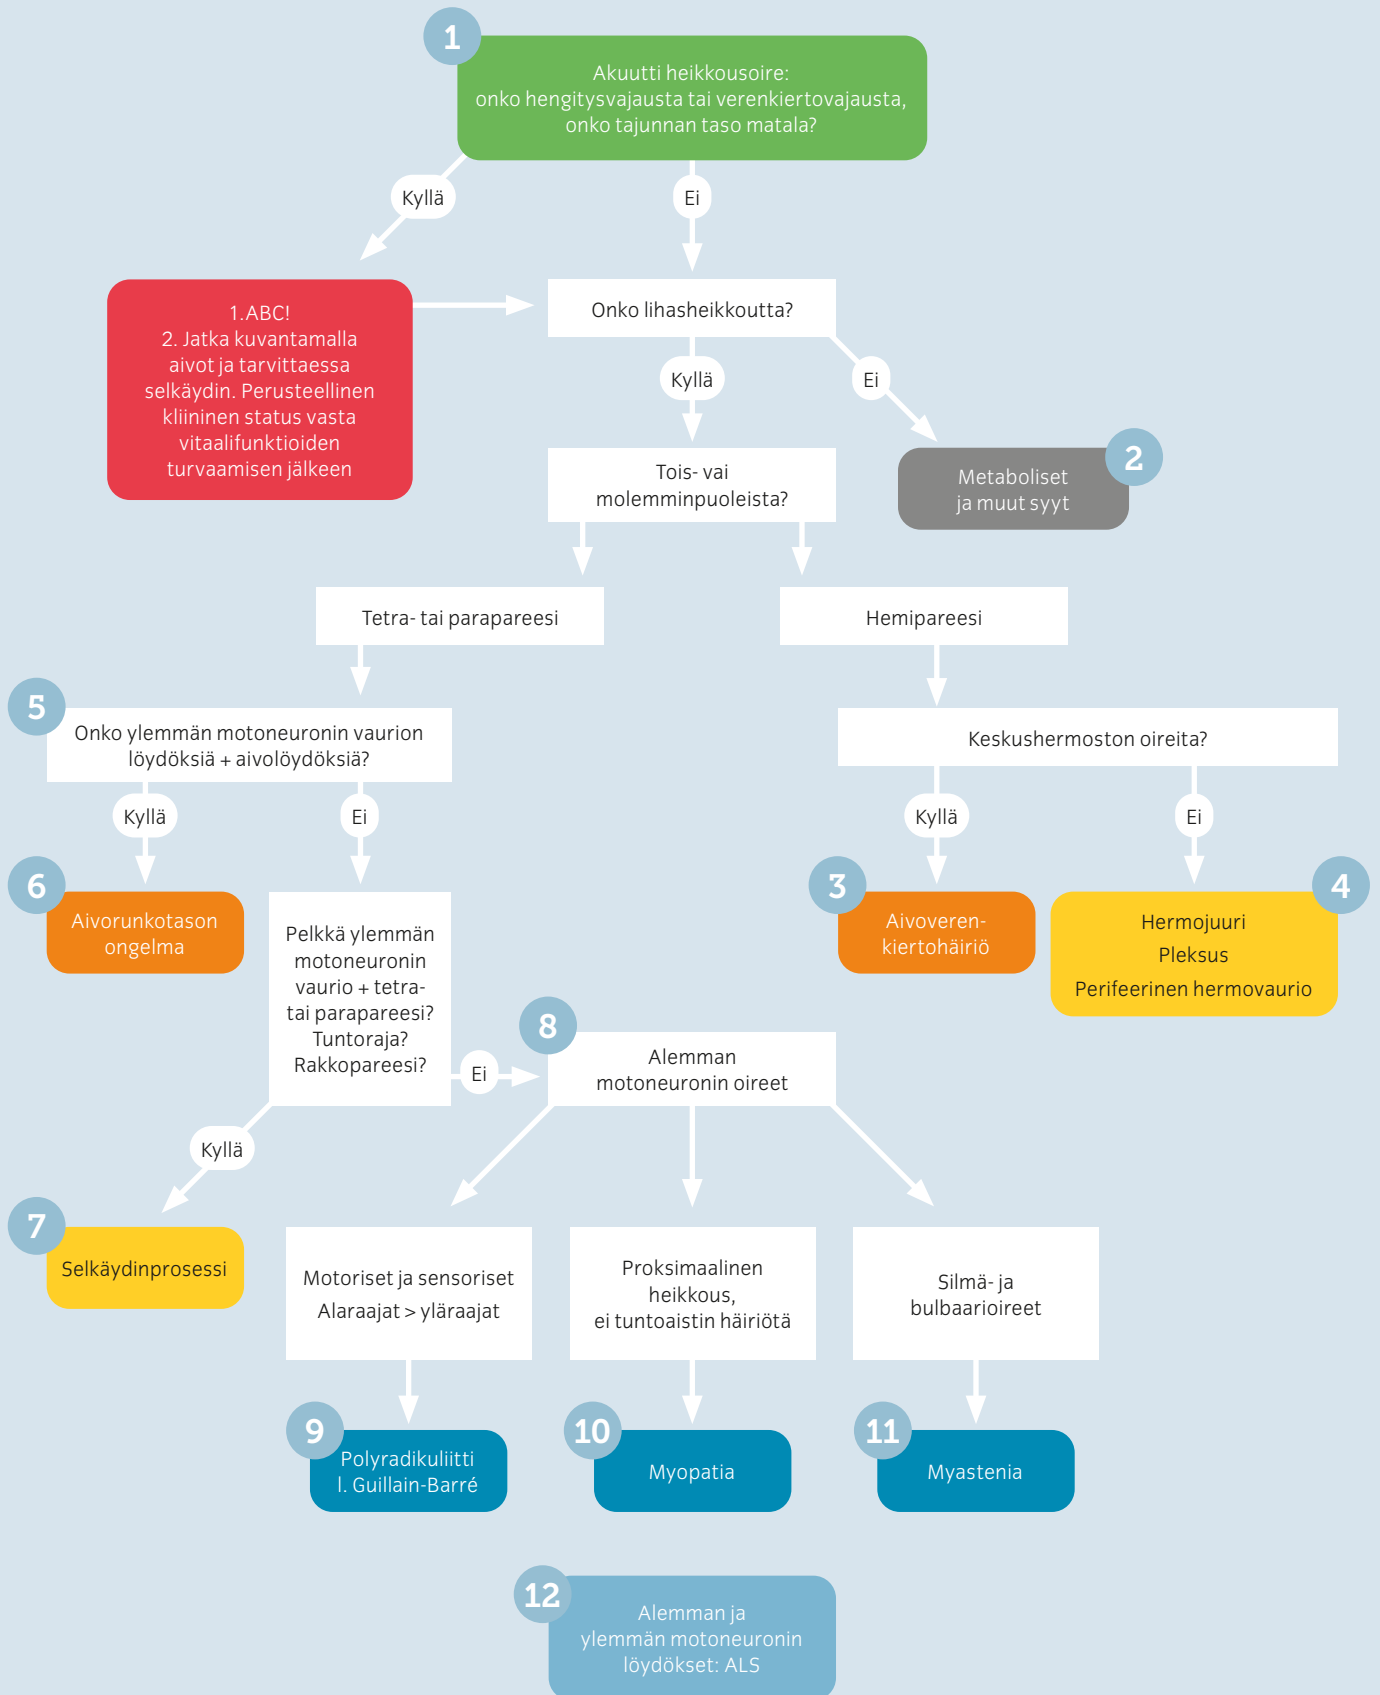 1
Akuutti heikkousoire:
onko hengitysvajausta tai verenkiertovajausta,
onko tajunnan taso matala?
Kyllä
Ei
1.ABC!
2. Jatka kuvantamalla
aivot ja tarvittaessa
selkäydin. Perusteellinen
kliininen status vasta
vitaalifunktioiden
turvaamisen jälkeen
Onko lihasheikkoutta?
Kyllä
Ei
2
Metaboliset
ja muut syyt
Tois- vai
molemminpuoleista?
Tetra- tai parapareesi
Hemipareesi
5
Onko ylemmän motoneuronin vaurion
löydöksiä + aivolöydöksiä?
Keskushermoston oireita?
Kyllä
Ei
Kyllä
Ei
6
Aivorunkotason
ongelma
Pelkkä ylemmän
motoneuronin
vaurio + tetra-
tai parapareesi?
Tuntoraja?
Rakkopareesi?
3
Aivoveren-
kiertohäiriö
4
Hermojuuri
Pleksus
Perifeerinen hermovaurio
Ei
8
Alemman
motoneuronin oireet
Kyllä
7
Selkäydinprosessi
Motoriset ja sensoriset
Alaraajat > yläraajat
Proksimaalinen
heikkous,
ei tuntoaistin häiriötä
Silmä- ja
bulbaarioireet
9
Polyradikuliitti
l. Guillain-Barré
10
Myopatia
11
Myastenia
12
Alemman ja
ylemmän motoneuronin
löydökset: ALS